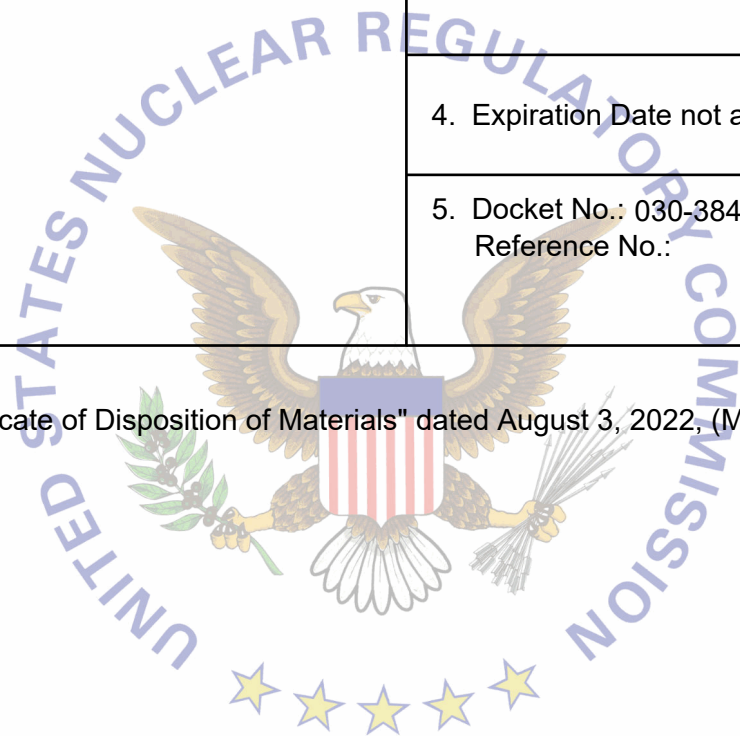 UNITED STATES NUCLEAR REGULATORY COMMISSION
4. Expiration Date not a
5. Docket No.: 030-384
Reference No.:
cate of Disposition of Materials" dated August 3, 2022, (M